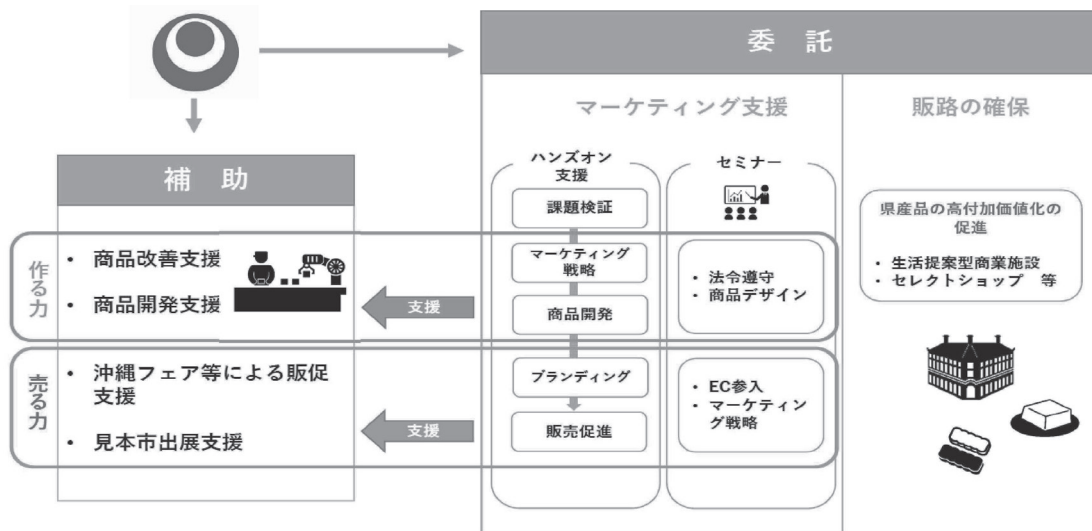 委 託
マーケティング支援
販路の確保
補 助
ハンズオン
支援
課題検証
マーケティング
戦略
商品開発
ブランディング
販売促進
セミナー
・ 法令遵守
・ 商品デザイン
・ EC参入
・ マーケティン
グ戦略
県産品の高付加価値化の
促進
・ 生活提案型商業施設
・ セレクトショップ 等
作る力
・ 商品改善支援
・ 商品開発支援
支援
売る力
・ 沖縄フェア等による販促
支援
・ 見本市出展支援
支援